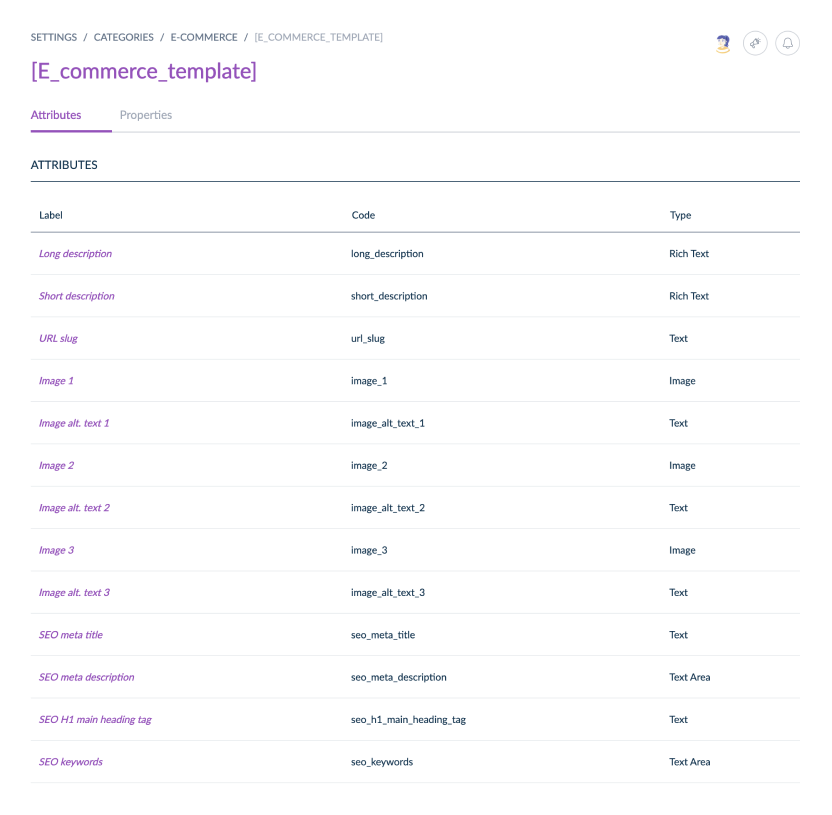 SETTINGS / CATEGORIES / E-COMMERCE / [E_COMMERCE_TEMPLATE]
[E_commerce_template]
Attributes Properties
ATTRIBUTES
Label Code Type
Long description long_description Rich Text
Short description short_description Rich Text
URL slug url_slug Text
Image 1 image_1 Image
Image alt. text 1 image_alt_text_1 Text
Image 2 image_2 Image
Image alt. text 2 image_alt_text_2 Text
Image 3 image_3 Image
Image alt. text 3 image_alt_text_3 Text
SEO meta title seo_meta_title Text
SEO meta description seo_meta_description Text Area
SEO H1 main heading tag seo_h1_main_heading_tag Text
SEO keywords seo_keywords Text Area